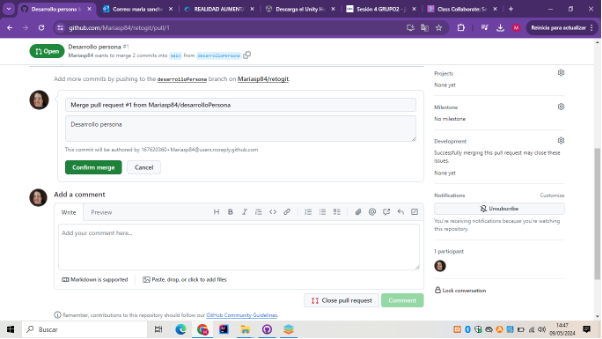 Desarrollo persona
Correo: maria sanche
REALIDAD AUMENT
Descarga el Unity
Sesión 4 GRUPO2 -
Class Collaborate: S
github.com/Mariasp84/retogit/pull/1
Reinicie para actualizar
Open
Desarrollo persona #1
Mariasp84 wants to merge 2 commits into main from desarrolloPersona
Add more commits by pushing to the desarrolloPersona branch on Mariasp84/retogit.
Merge pull request #1 from Mariasp84/desarrolloPersona
Desarrollo persona
This commit will be authored by 167625060+Mariasp84@users.noreply.github.com
Confirm merge
Cancel
Add a comment
Write
Preview
Add your comment here...
Markdown is supported
Paste, drop, or click to add files
Close pull request
Comment
Remember, contributions to this repository should follow our GitHub Community Guidelines
Projects
None yet
Milestone
No milestone
Development
Successfully merging this pull request may close these
issues.
None yet
Notifications
Customize
Unsubscribe
You're receiving notifications because you're watching
this repository.
1 participant
Lock conversation
Buscar
14:47
09/05/2024